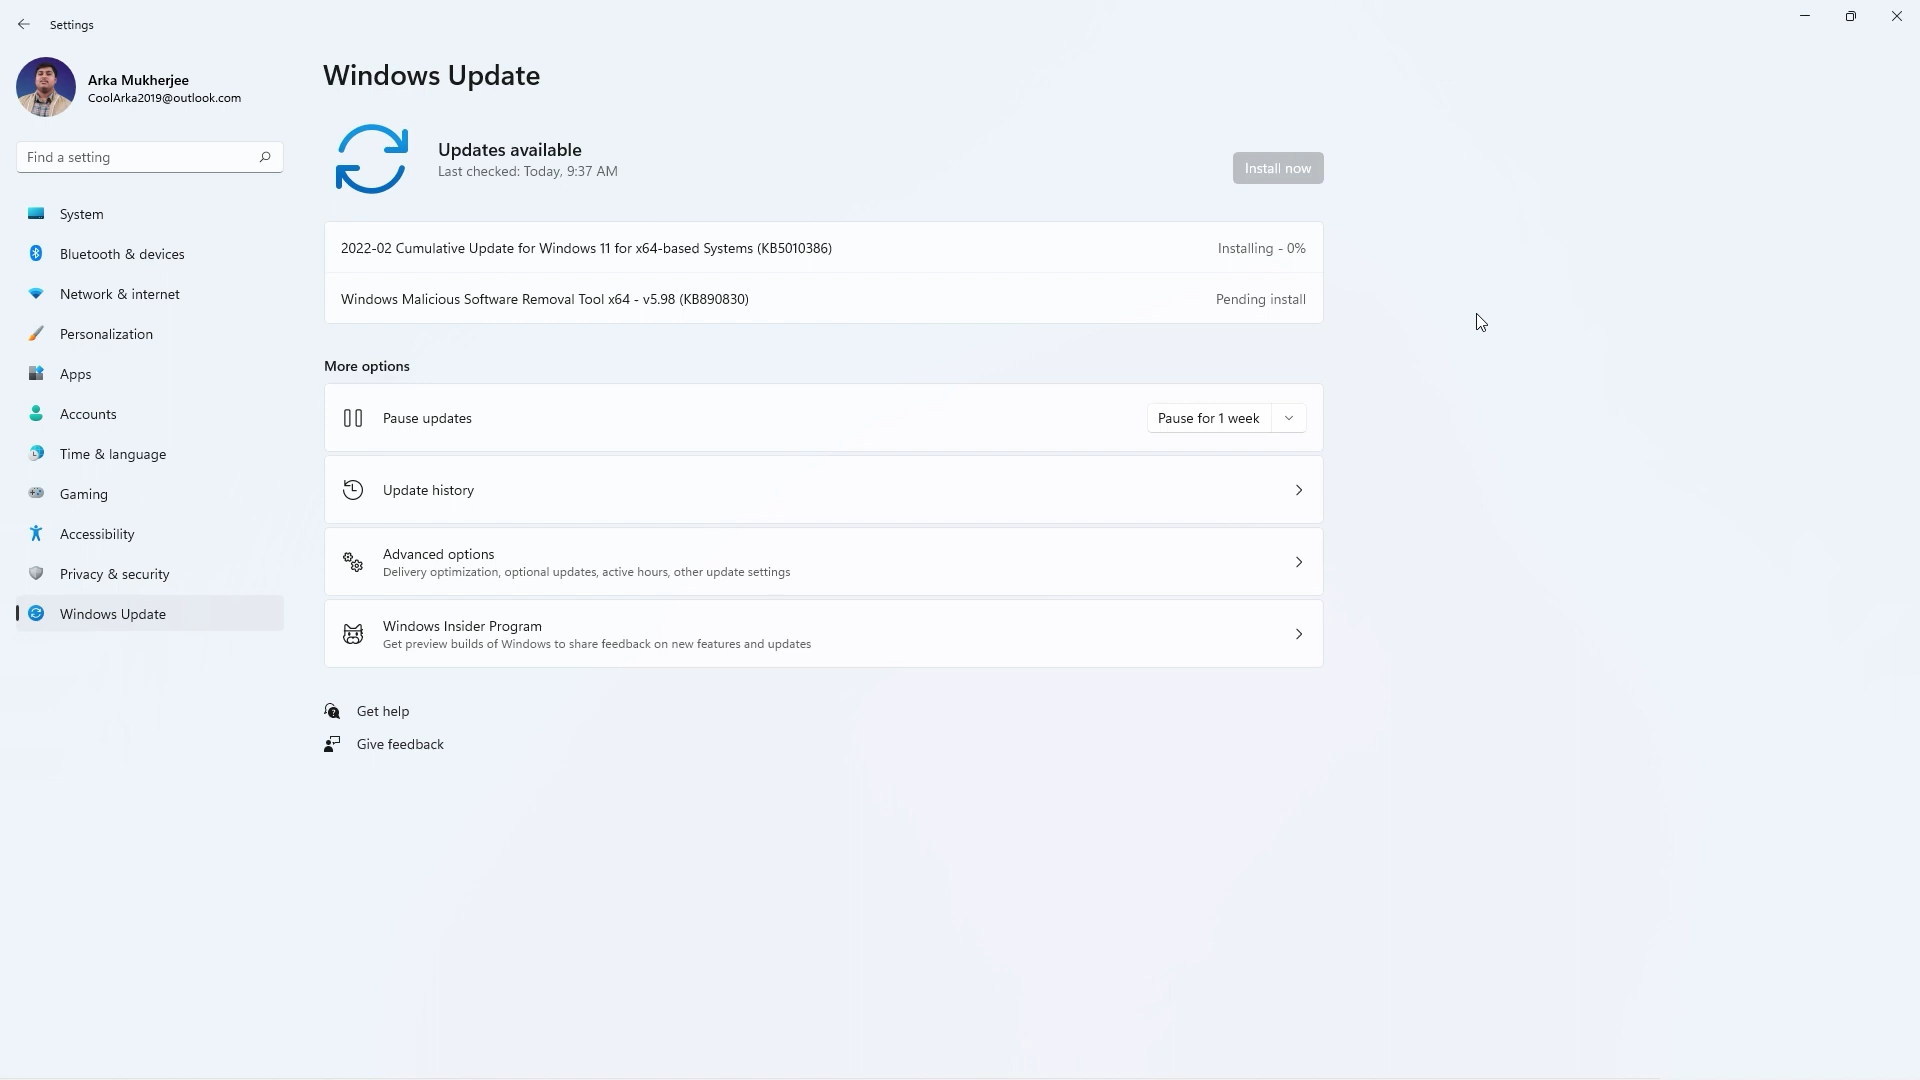 Settings
Arka Mukherjee
CoolArka2019@outlook.com
Find a setting
System
Bluetooth & devices
Network & internet
Personalization
Apps
Accounts
Time & language
Gaming
Accessibility
Privacy & security
Windows Update
Windows Update
Updates available
Last checked: Today, 9:37 AM
Install now
2022-02 Cumulative Update for Windows 11 for x64-based Systems (KB5010386)
Installing - 0%
Windows Malicious Software Removal Tool x64 - v5.98 (KB890830)
Pending install
More options
Pause updates
Pause for 1 week
Update history
Advanced options
Delivery optimization, optional updates, active hours, other update settings
Windows Insider Program
Get preview builds of Windows to share feedback on new features and updates
Get help
Give feedback